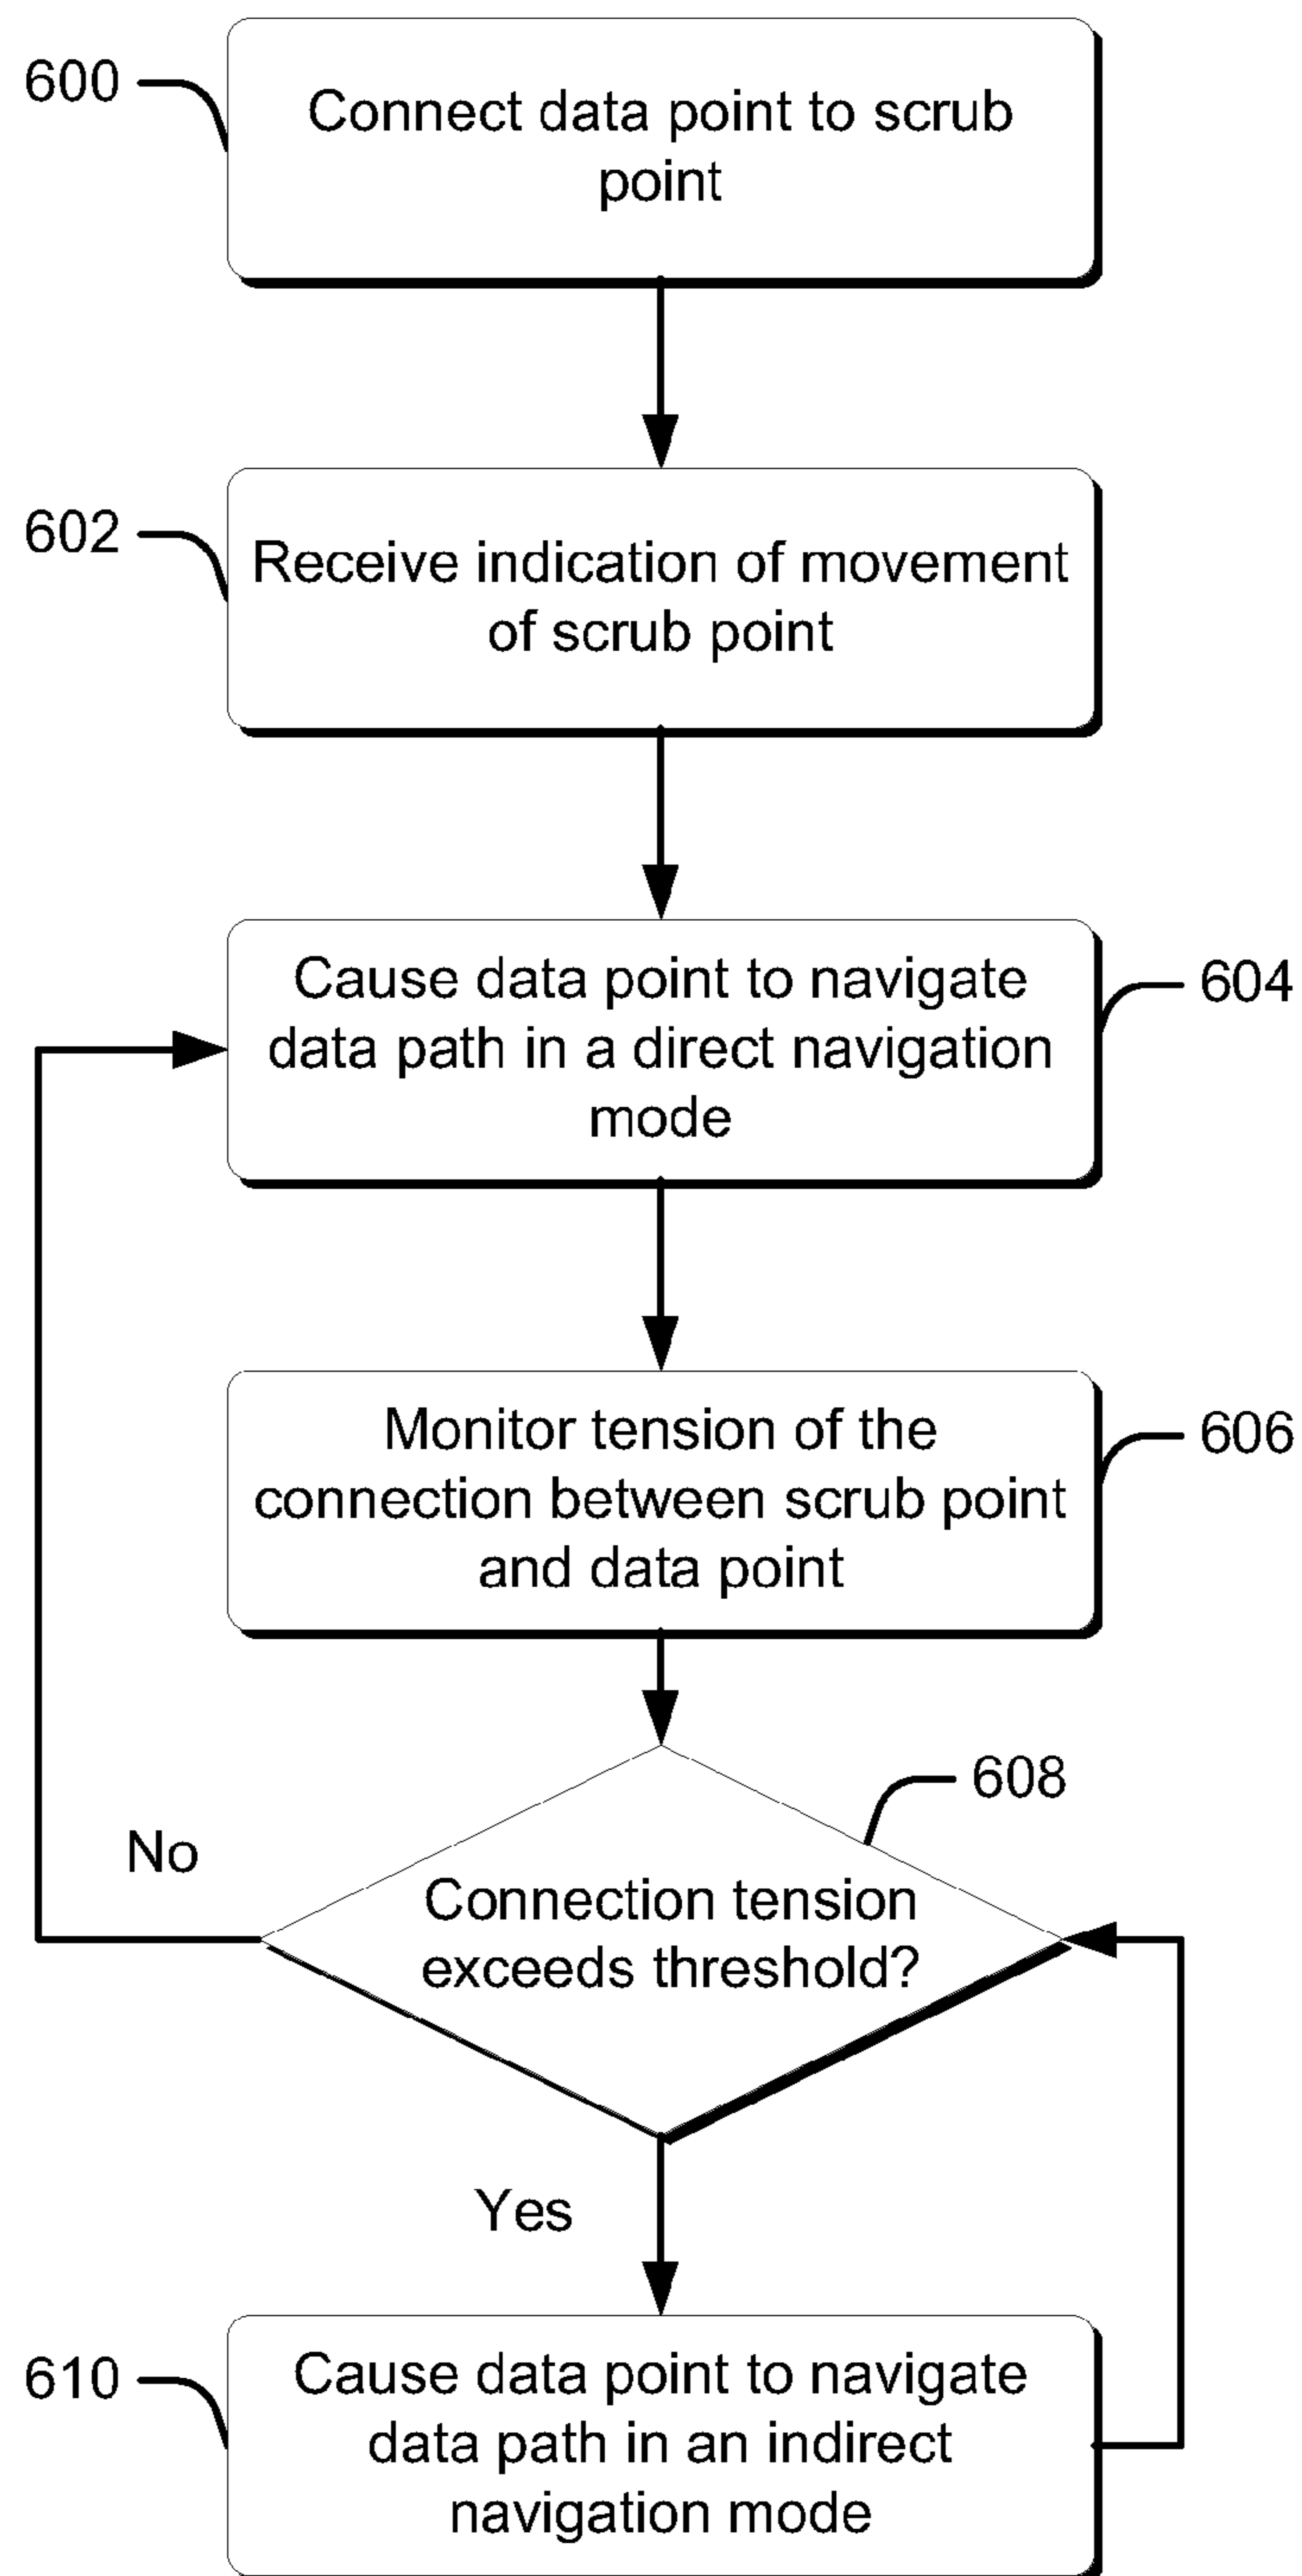 600
Connect data point to scrub
point
602
Receive indication of movement
of scrub point
Cause data point to navigate
data path in a direct navigation
mode
604
Monitor tension of the
connection between scrub point
and data point
606
608
No
Connection tension
exceeds threshold?
Yes
610
Cause data point to navigate
data path in an indirect
navigation mode